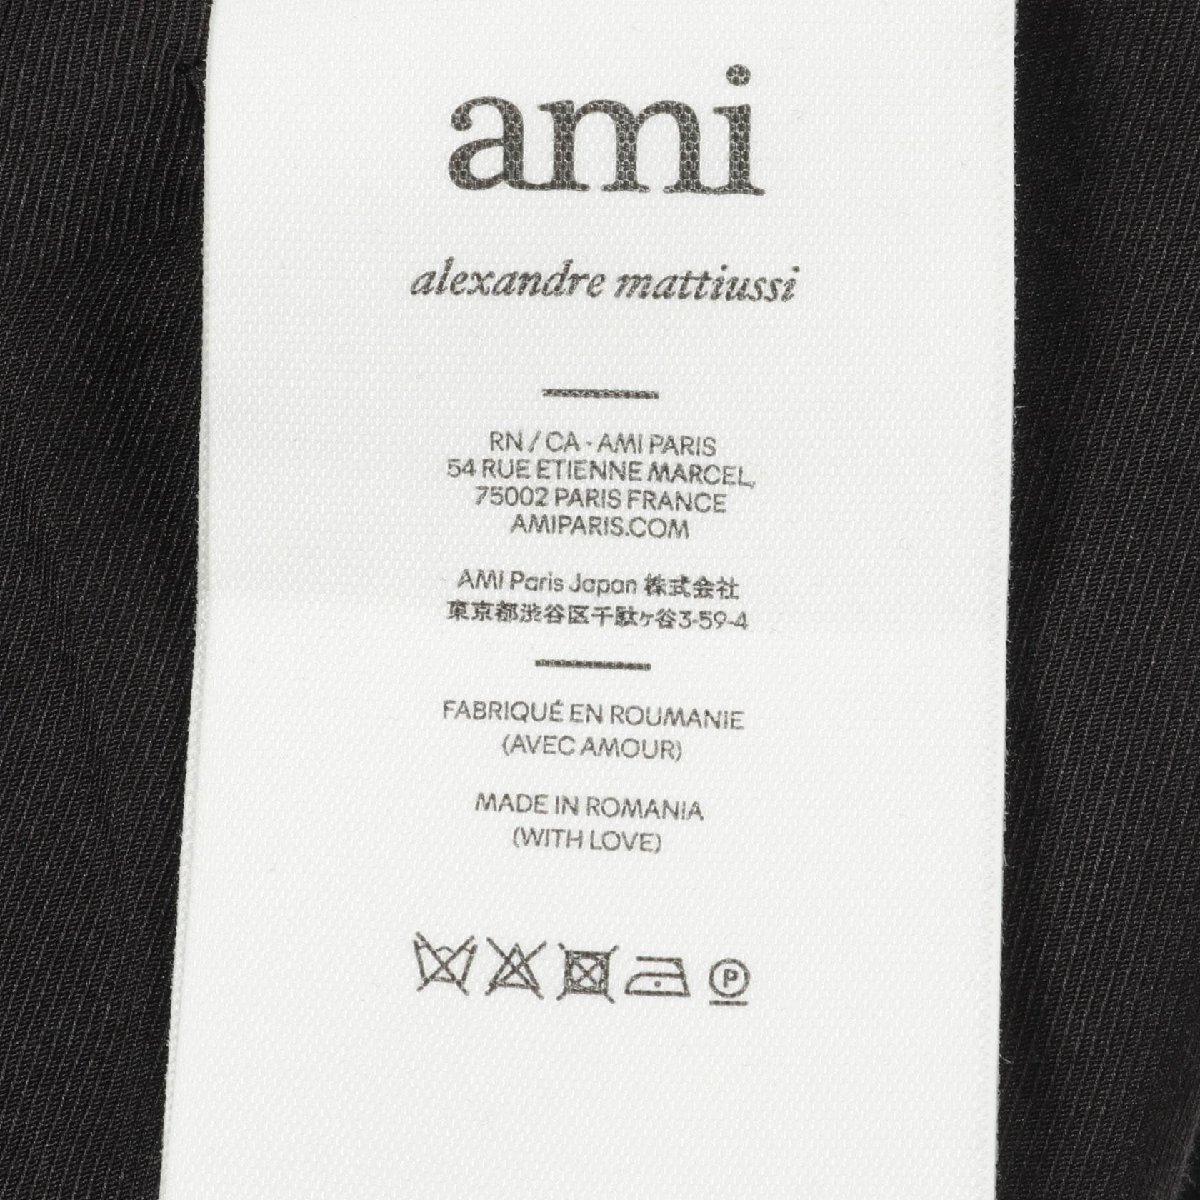 ami
alexandre mattiussi
RN / CA - AMI PARIS
54 RUE ETIENNE MARCEL,
75002 PARIS FRANCE
AMIPARIS.COM
AMI Paris Japan 株式会社
東京都渋谷区千駄ヶ谷3-59-4
FABRIQUÉ EN ROUMANIE
(AVEC AMOUR)
MADE IN ROMANIA
(WITH LOVE)
P